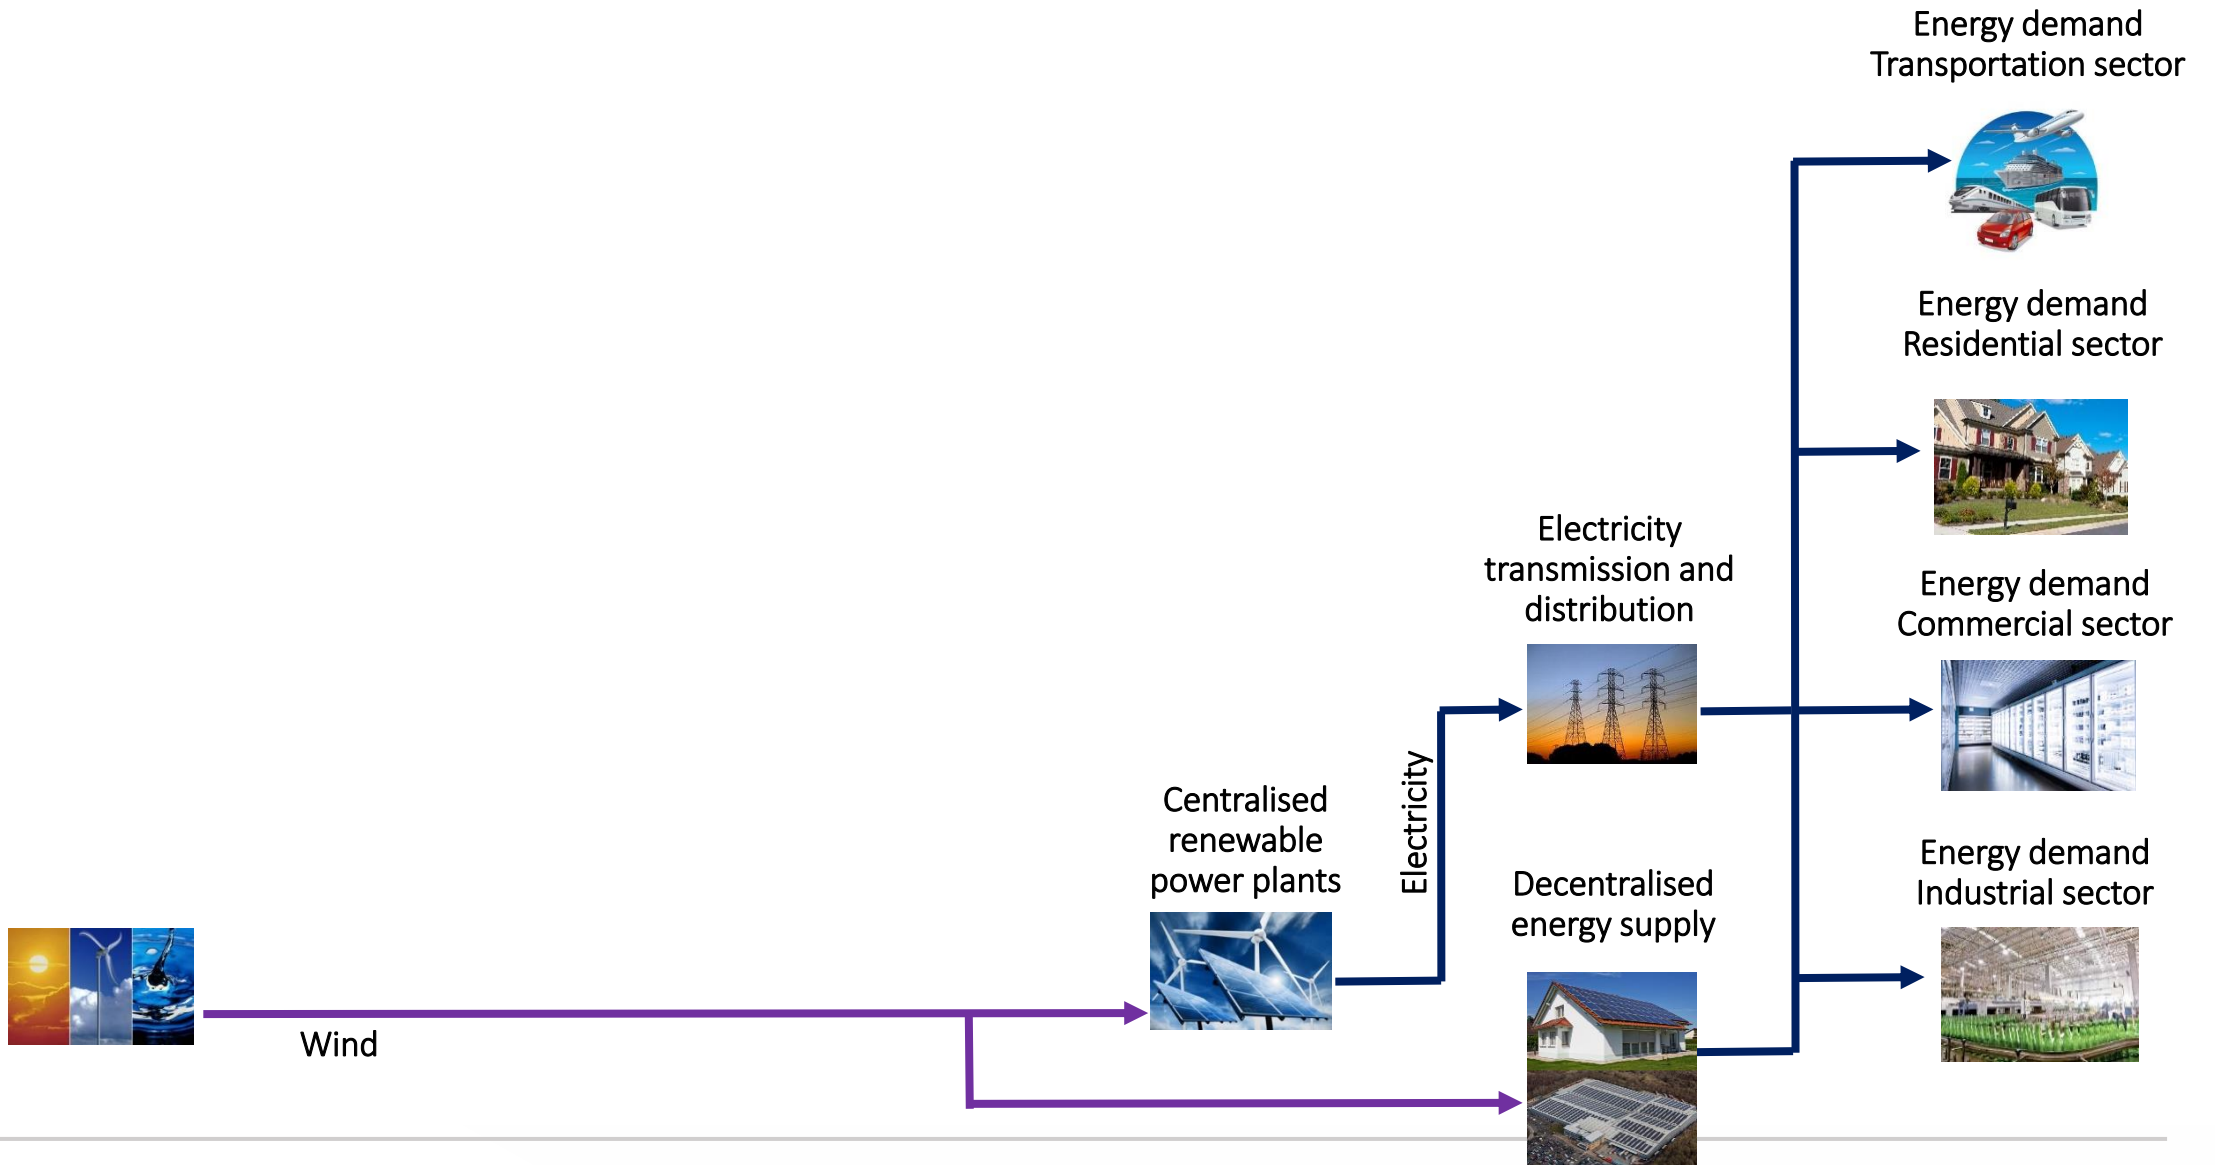 Energy demand
Transportation sector
Energy demand
Residential sector
Electricity
transmission and
distribution
Energy demand
Commercial sector
Electricity
Centralised
renewable
power plants
Decentralised
energy supply
Energy demand
Industrial sector
Wind